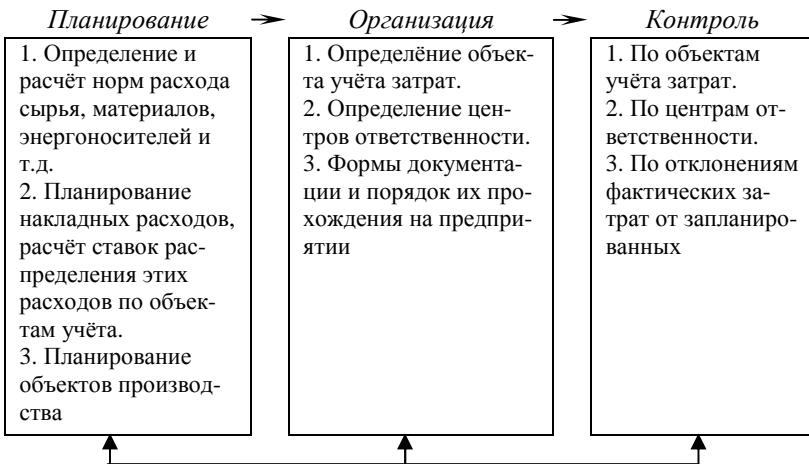 Планирование
Организация
Контроль
1. Определение и
расчёт норм расхода
сырья, материалов,
энергоносителей и
т.д.
2. Планирование
накладных расходов,
расчёт ставок рас-
пределения этих
расходов по объек-
там учёта.
3. Планирование
объектов производ-
ства
1. Определёние объек-
та учёта затрат.
2. Определение цен-
тров ответственности.
3. Формы документа-
ции и порядок их про-
хождения на предпри-
ятии
1. По объектам
учёта затрат.
2. По центрам от-
ветственности.
3. По отклонениям
фактических за-
трат от запланиро-
ванных